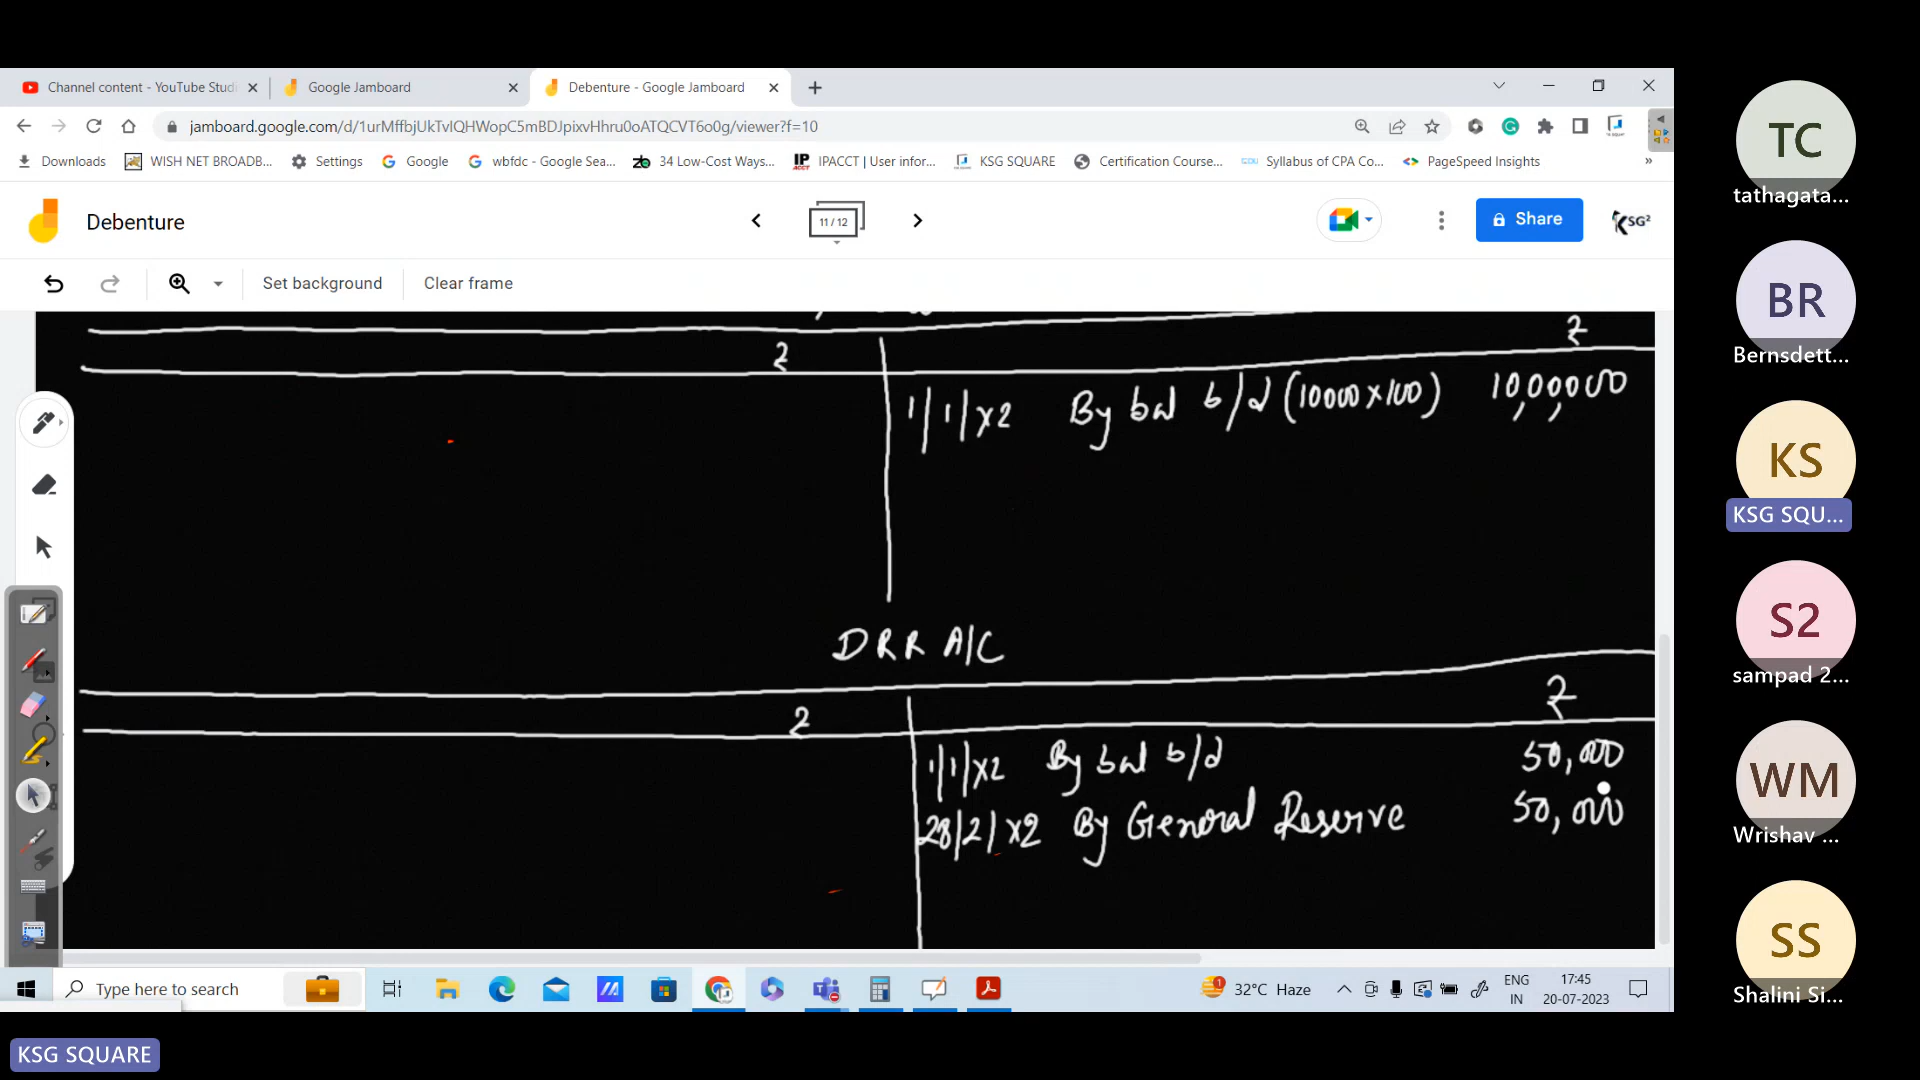 Channel content - YouTube Studi
Google Jamboard
Debenture - Google Jamboard
jamboard.google.com/d/1urMffbjUkTvIQHWopC5mBDJpixvHhru0oATQCVT6o0g/viewer?f=10
Downloads
WISH NET BROADB...
Settings
Google
wbfdc - Google Sea...
34 Low-Cost Ways...
IPACCT | User infor...
KSG SQUARE
Certification Course...
Syllabus of CPA Co...
PageSpeed Insights
»
Debenture
11 / 12
Share
KSG²
Set background
Clear frame
₹
₹
1/1/X2 By bal b/d (10000×100) 10,00,000
DRR A/C
₹
₹
1/1/X2 By bal b/d 50,000
28/2/X2 By General Reserve 50,000
Type here to search
32°C Haze
ENG
IN
17:45
20-07-2023
TC
tathagata...
BR
Bernsdett...
KS
KSG SQU...
S2
sampad 2...
WM
Wrishav ...
SS
Shalini Si...
KSG SQUARE